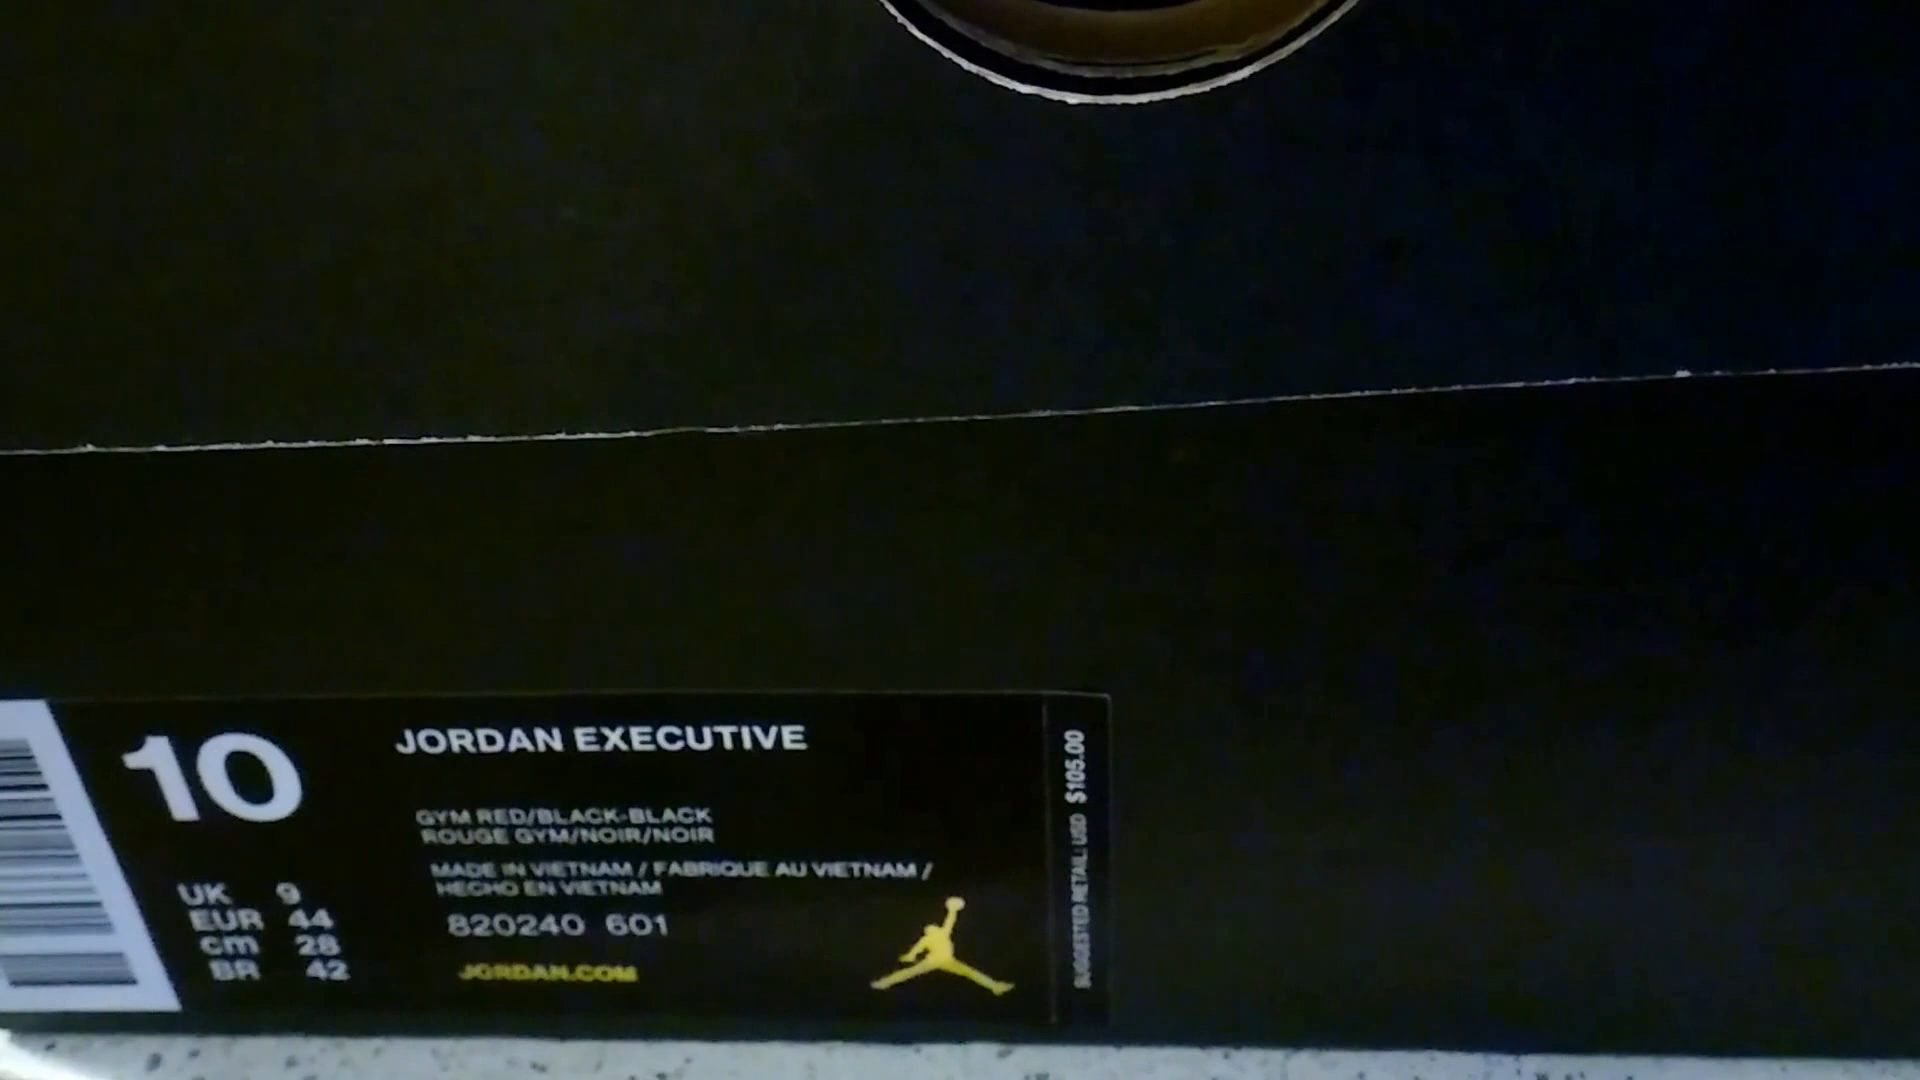 10
JORDAN EXECUTIVE
GYM RED/BLACK-BLACK
ROUGE GYM/NOIR/NOIR
MADE IN VIETNAM / FABRIQUE AU VIETNAM /
HECHO EN VIETNAM
UK 9
EUR 44
cm 28
BR 42
820240 601
JORDAN.COM
SUGGESTED RETAIL: USD $105.00